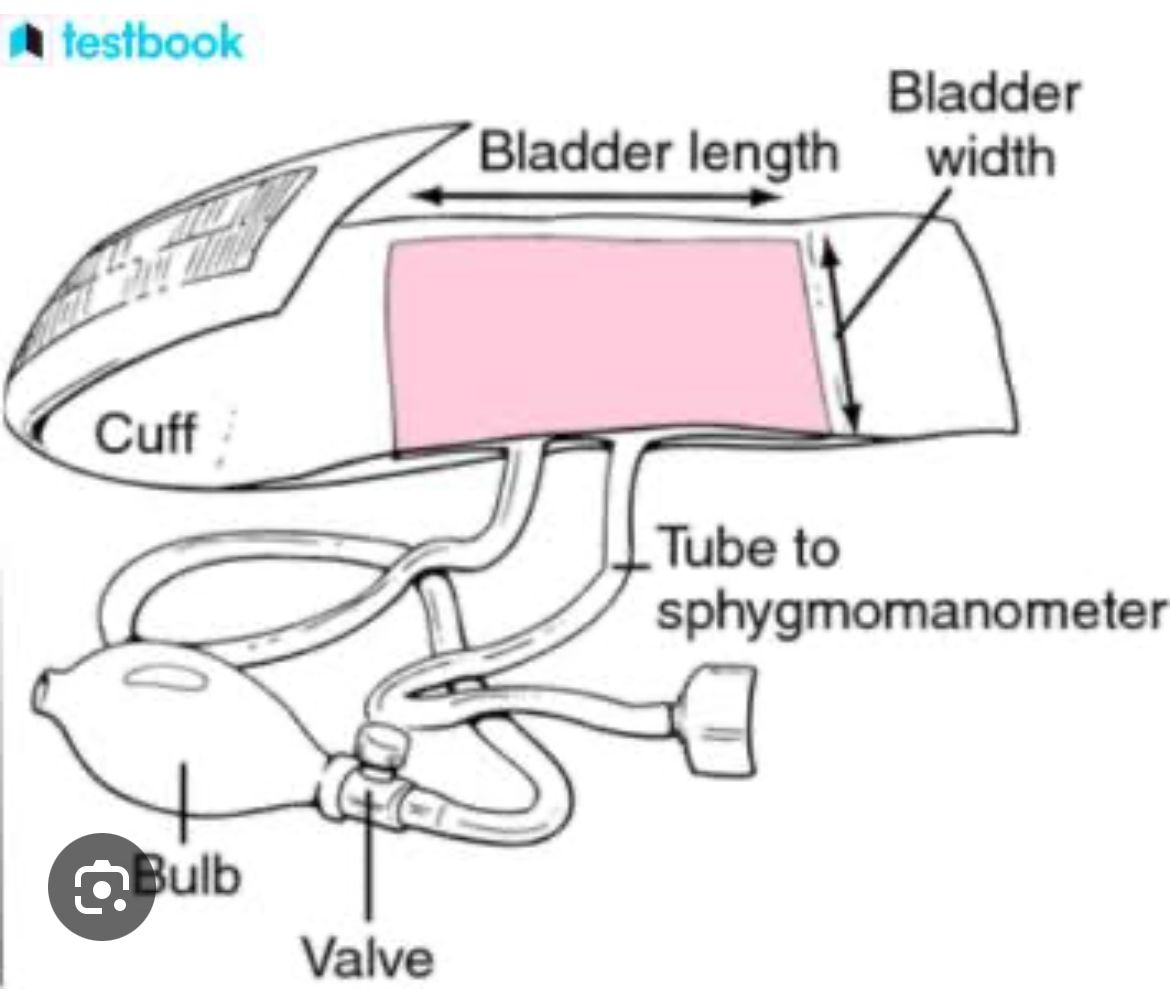 testbook
Bladder
width
Bladder length
Cuff
Tube to
sphygmomanometer
Bulb
Valve